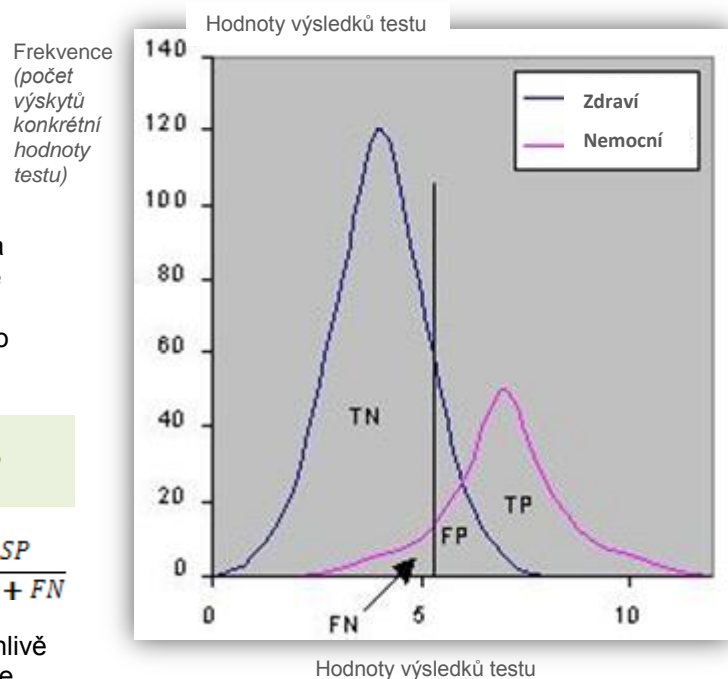 Hodnoty výsledků testu
Frekvence
(počet
výskytů
konkrétní
hodnoty
testu)
140
120
100
80
60
40
20
0
Zdraví
Nemocní
TN
FP
TP
FN
0
5
10
Hodnoty výsledků testu
SP
+ FN